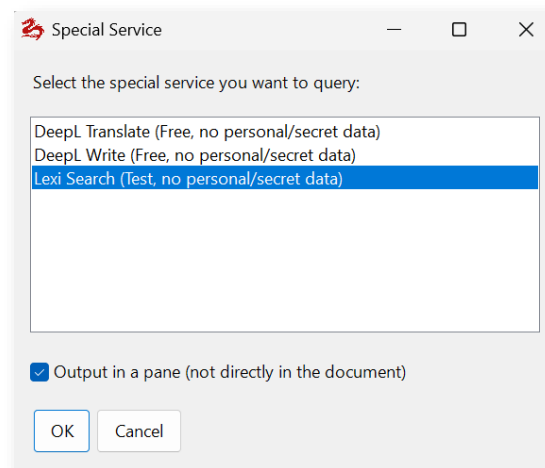 Special Service
Select the special service you want to query:
DeepL Translate (Free, no personal/secret data)
DeepL Write (Free, no personal/secret data)
Lexi Search (Test, no personal/secret data)
Output in a pane (not directly in the document)
OK Cancel